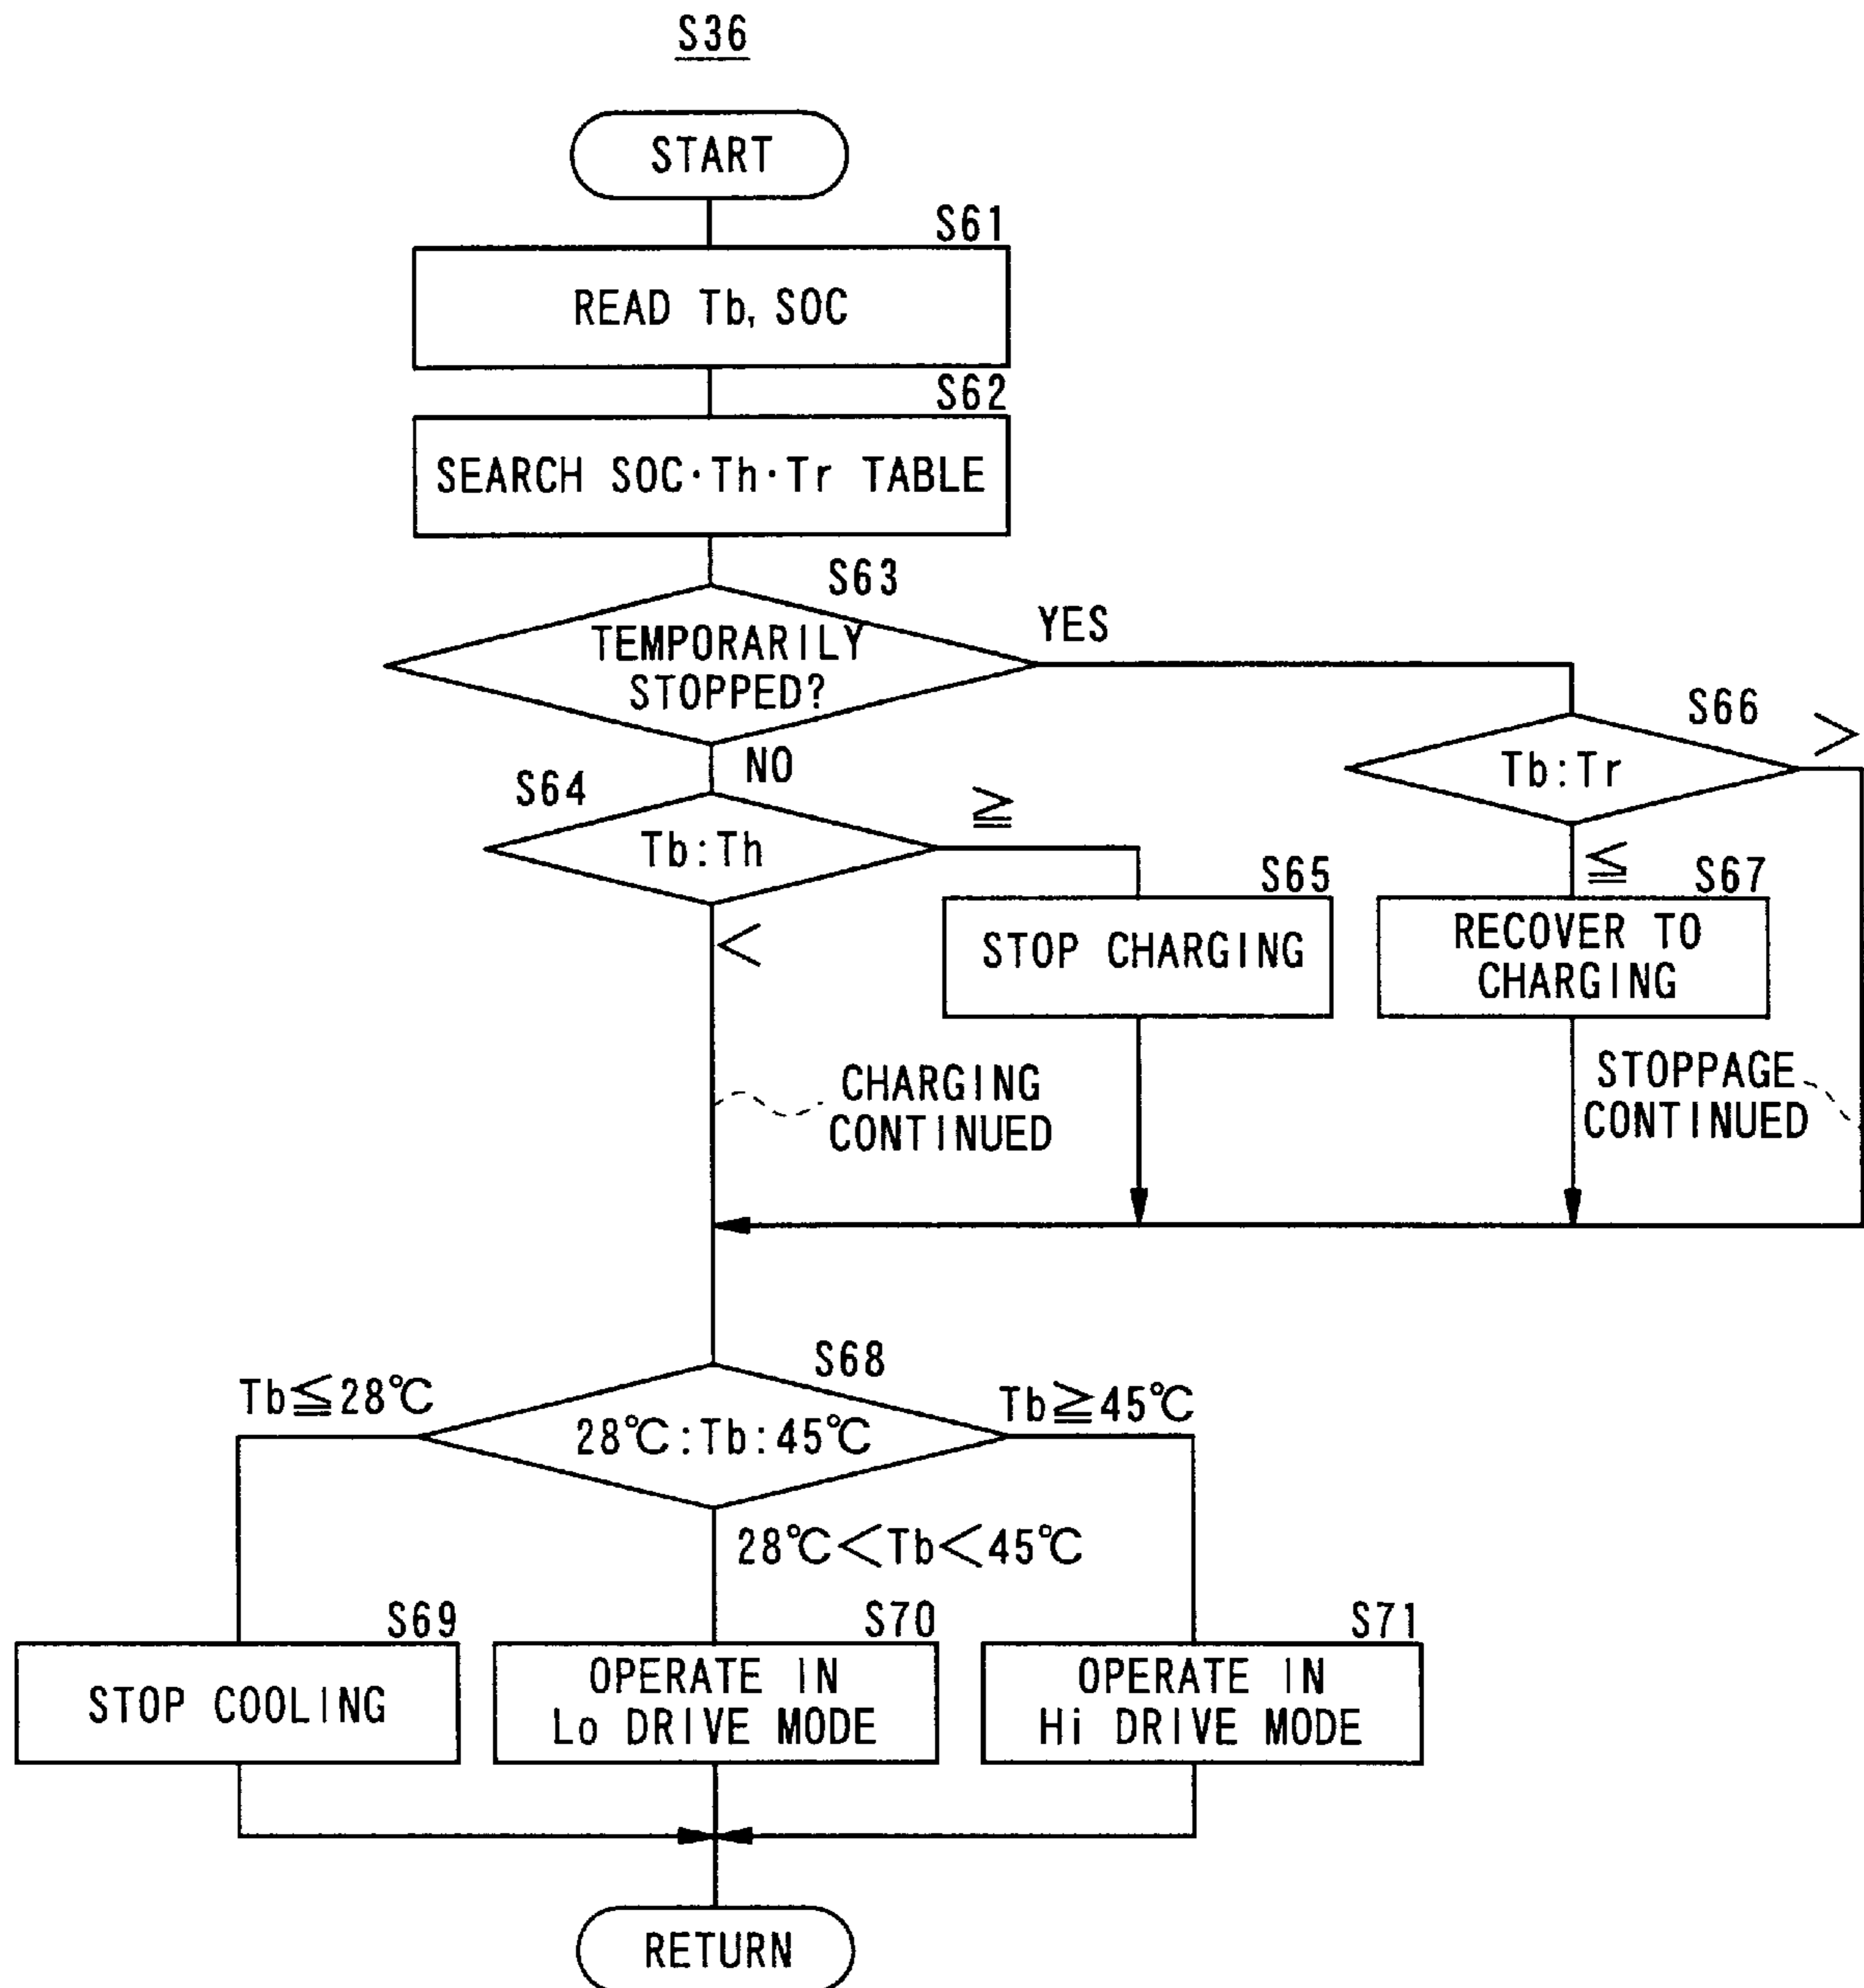 S36
START
S61
READ Tb, SOC
S62
SEARCH SOC·Th·Tr TABLE
S63
TEMPORARILY
STOPPED?
YES
NO
S66
>
Tb:Tr
S64
≧
Tb:Th
≦
S65
S67
<
STOP CHARGING
RECOVER TO
CHARGING
CHARGING
CONTINUED
STOPPAGE
CONTINUED
S68
Tb≦28℃
28℃:Tb:45℃
Tb≧45℃
28℃<Tb<45℃
S69
S70
S71
STOP COOLING
OPERATE IN
Lo DRIVE MODE
OPERATE IN
Hi DRIVE MODE
RETURN